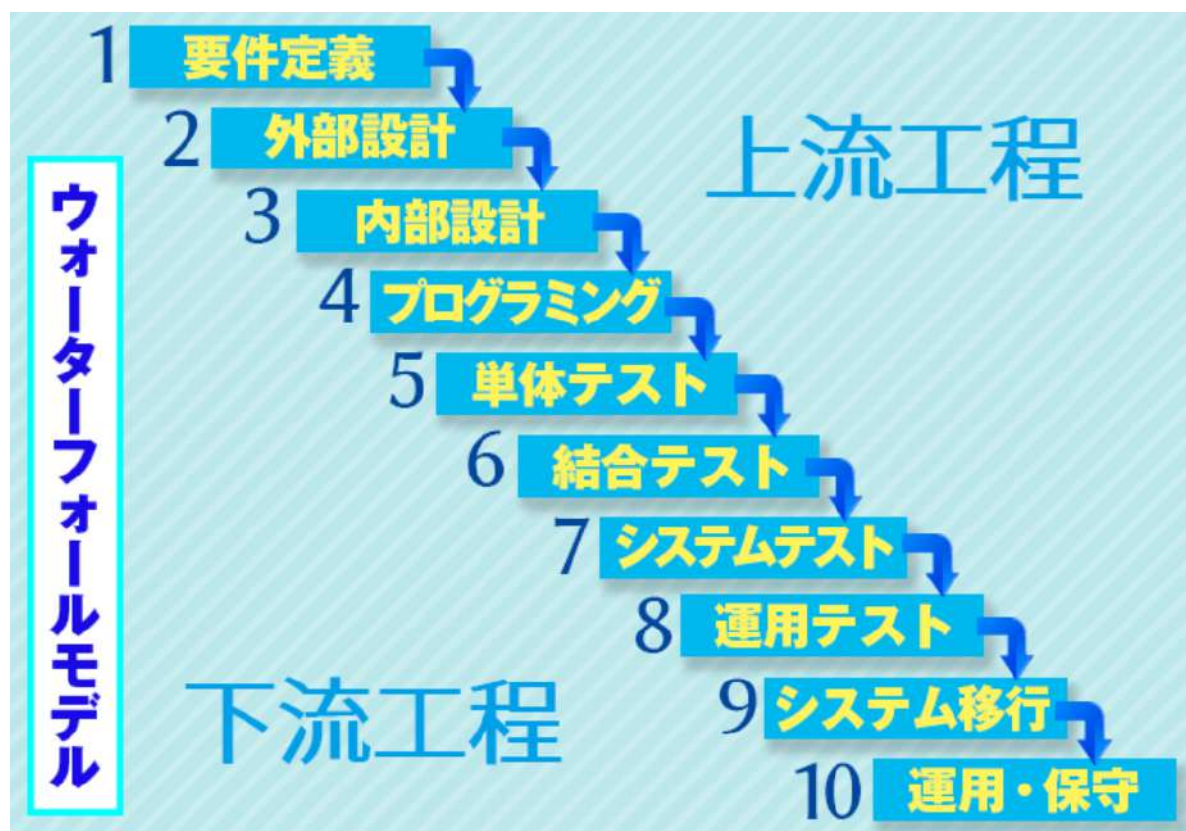 1 要件定義
2 外部設計
上流工程
3 内部設計
4 プログラミング
5 単体テスト
6 結合テスト
7 システムテスト
8 運用テスト
9 システム移行
10 運用・保守
下流工程
ウォーターフォールモデル